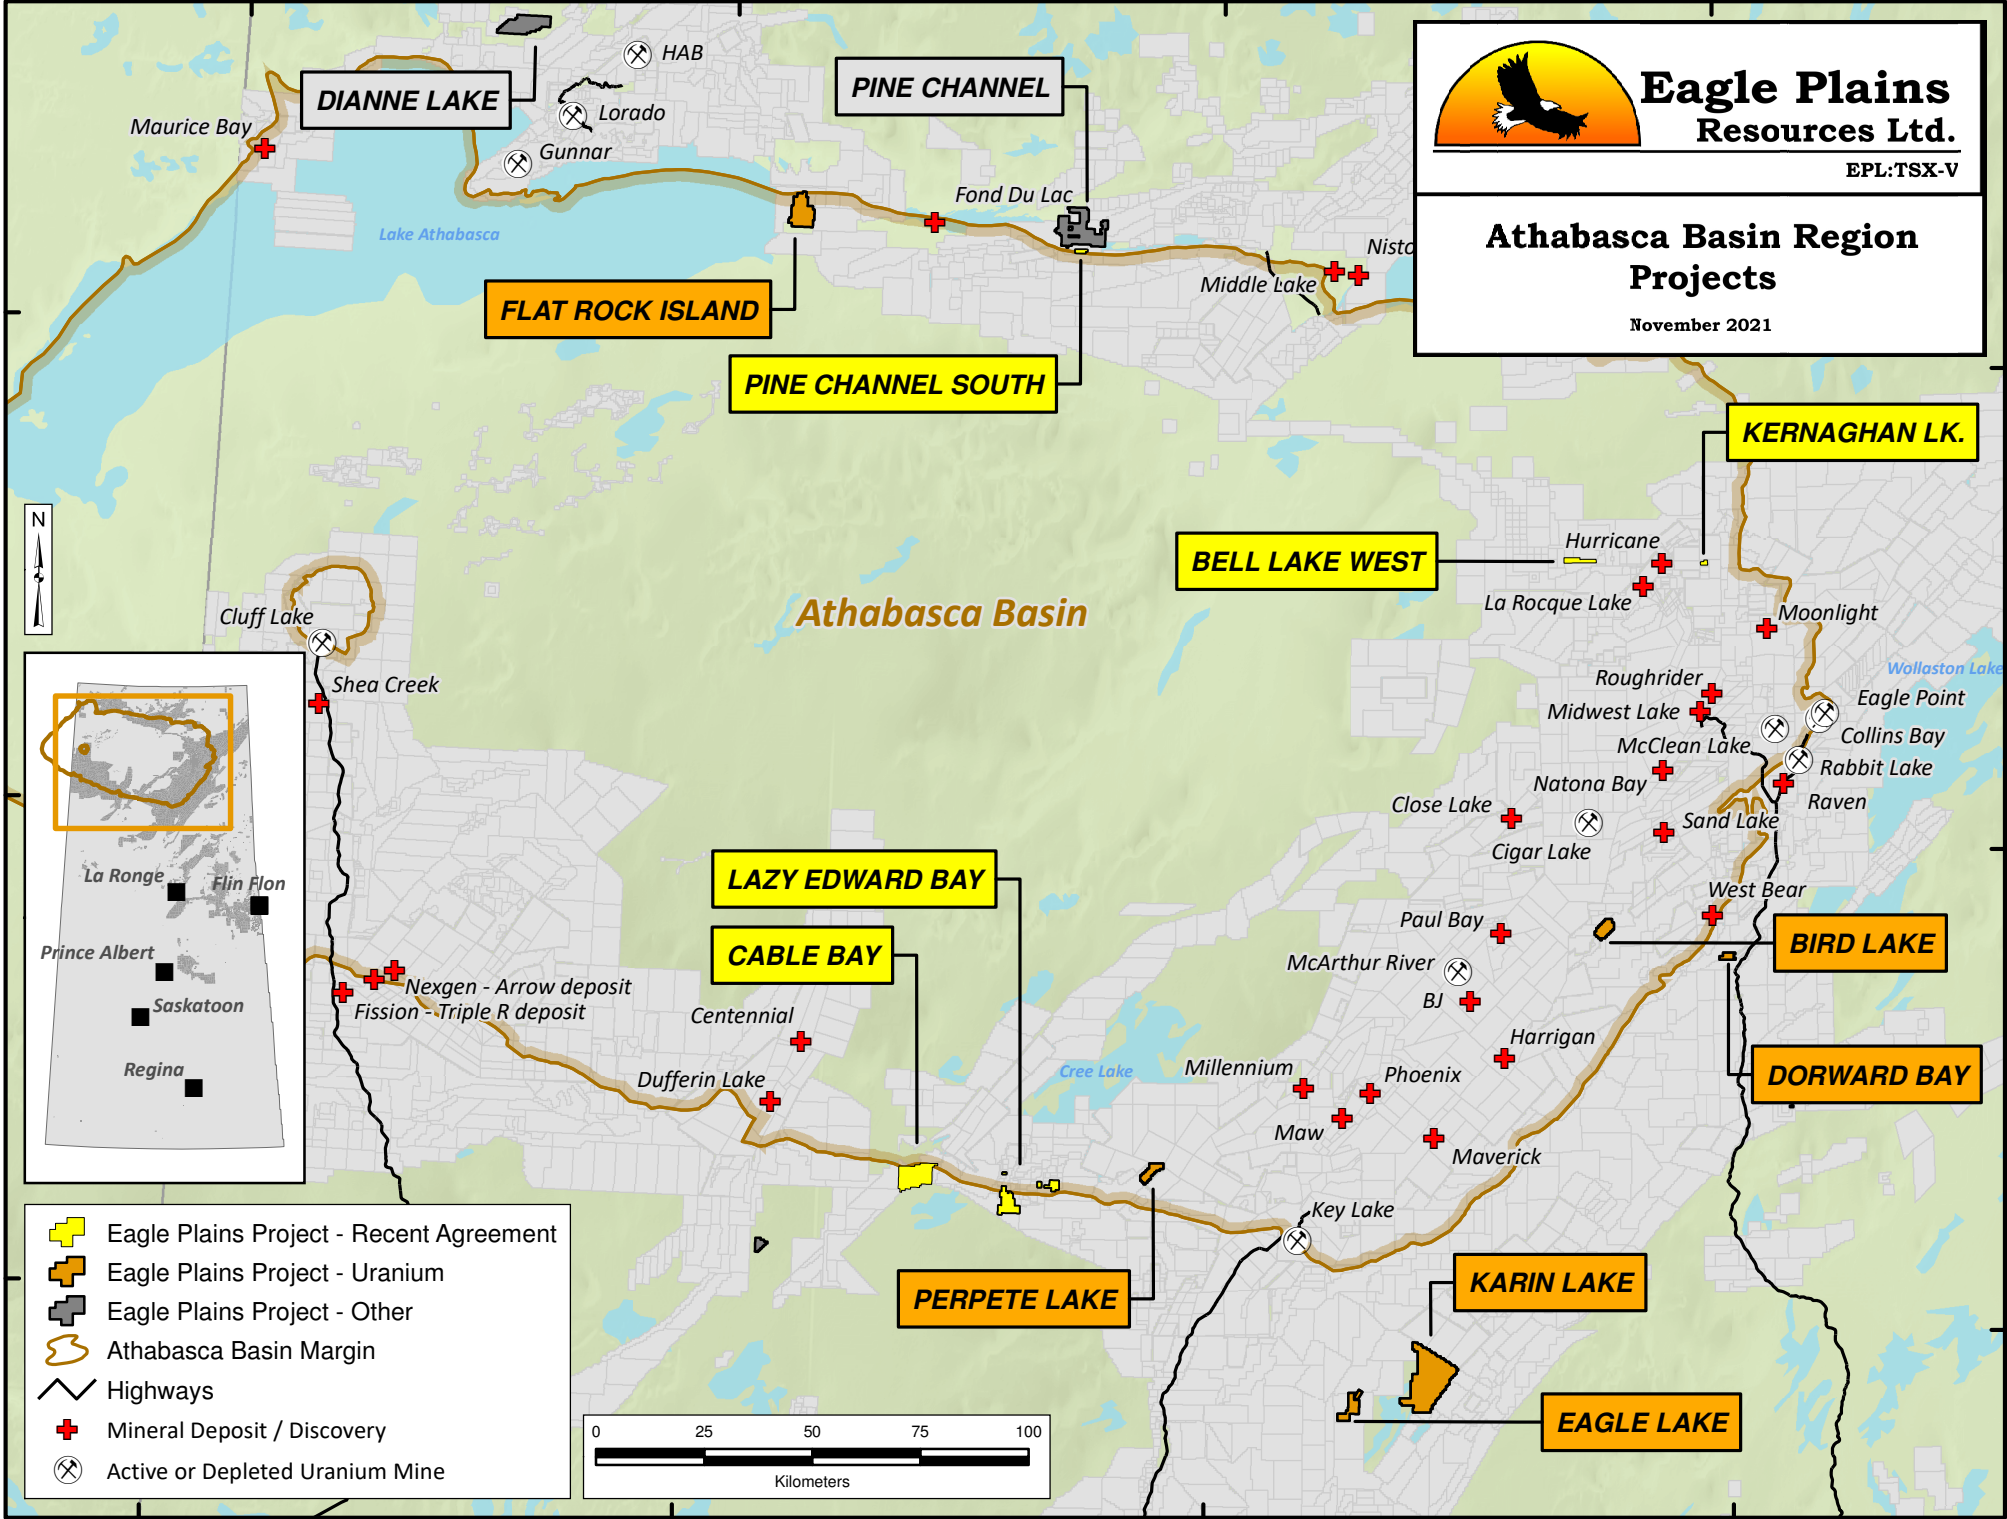 Eagle Plains
Resources Ltd.
EPL:TSX-V
Athabasca Basin Region
Projects
November 2021
HAB
DIANNE LAKE
PINE CHANNEL
Lorado
Maurice Bay
Gunnar
Fond Du Lac
Lake Athabasca
Nisto
Middle Lake
FLAT ROCK ISLAND
PINE CHANNEL SOUTH
KERNAGHAN LK.
N
Hurricane
BELL LAKE WEST
La Rocque Lake
Athabasca Basin
Cluff Lake
Moonlight
Wollaston Lake
Shea Creek
Roughrider
Eagle Point
Midwest Lake
Collins Bay
McClean Lake
Rabbit Lake
Natona Bay
Raven
Close Lake
Sand Lake
Cigar Lake
La Ronge
Flin Flon
LAZY EDWARD BAY
West Bear
Paul Bay
BIRD LAKE
Prince Albert
CABLE BAY
McArthur River
Nexgen - Arrow deposit
BJ
Saskatoon
Fission - Triple R deposit
Centennial
Harrigan
Regina
Dufferin Lake
Cree Lake
Millennium
Phoenix
DORWARD BAY
Maw
Maverick
Key Lake
Eagle Plains Project - Recent Agreement
Eagle Plains Project - Uranium
Eagle Plains Project - Other
Athabasca Basin Margin
Highways
Mineral Deposit / Discovery
Active or Depleted Uranium Mine
PERPETE LAKE
KARIN LAKE
EAGLE LAKE
0 25 50 75 100
Kilometers